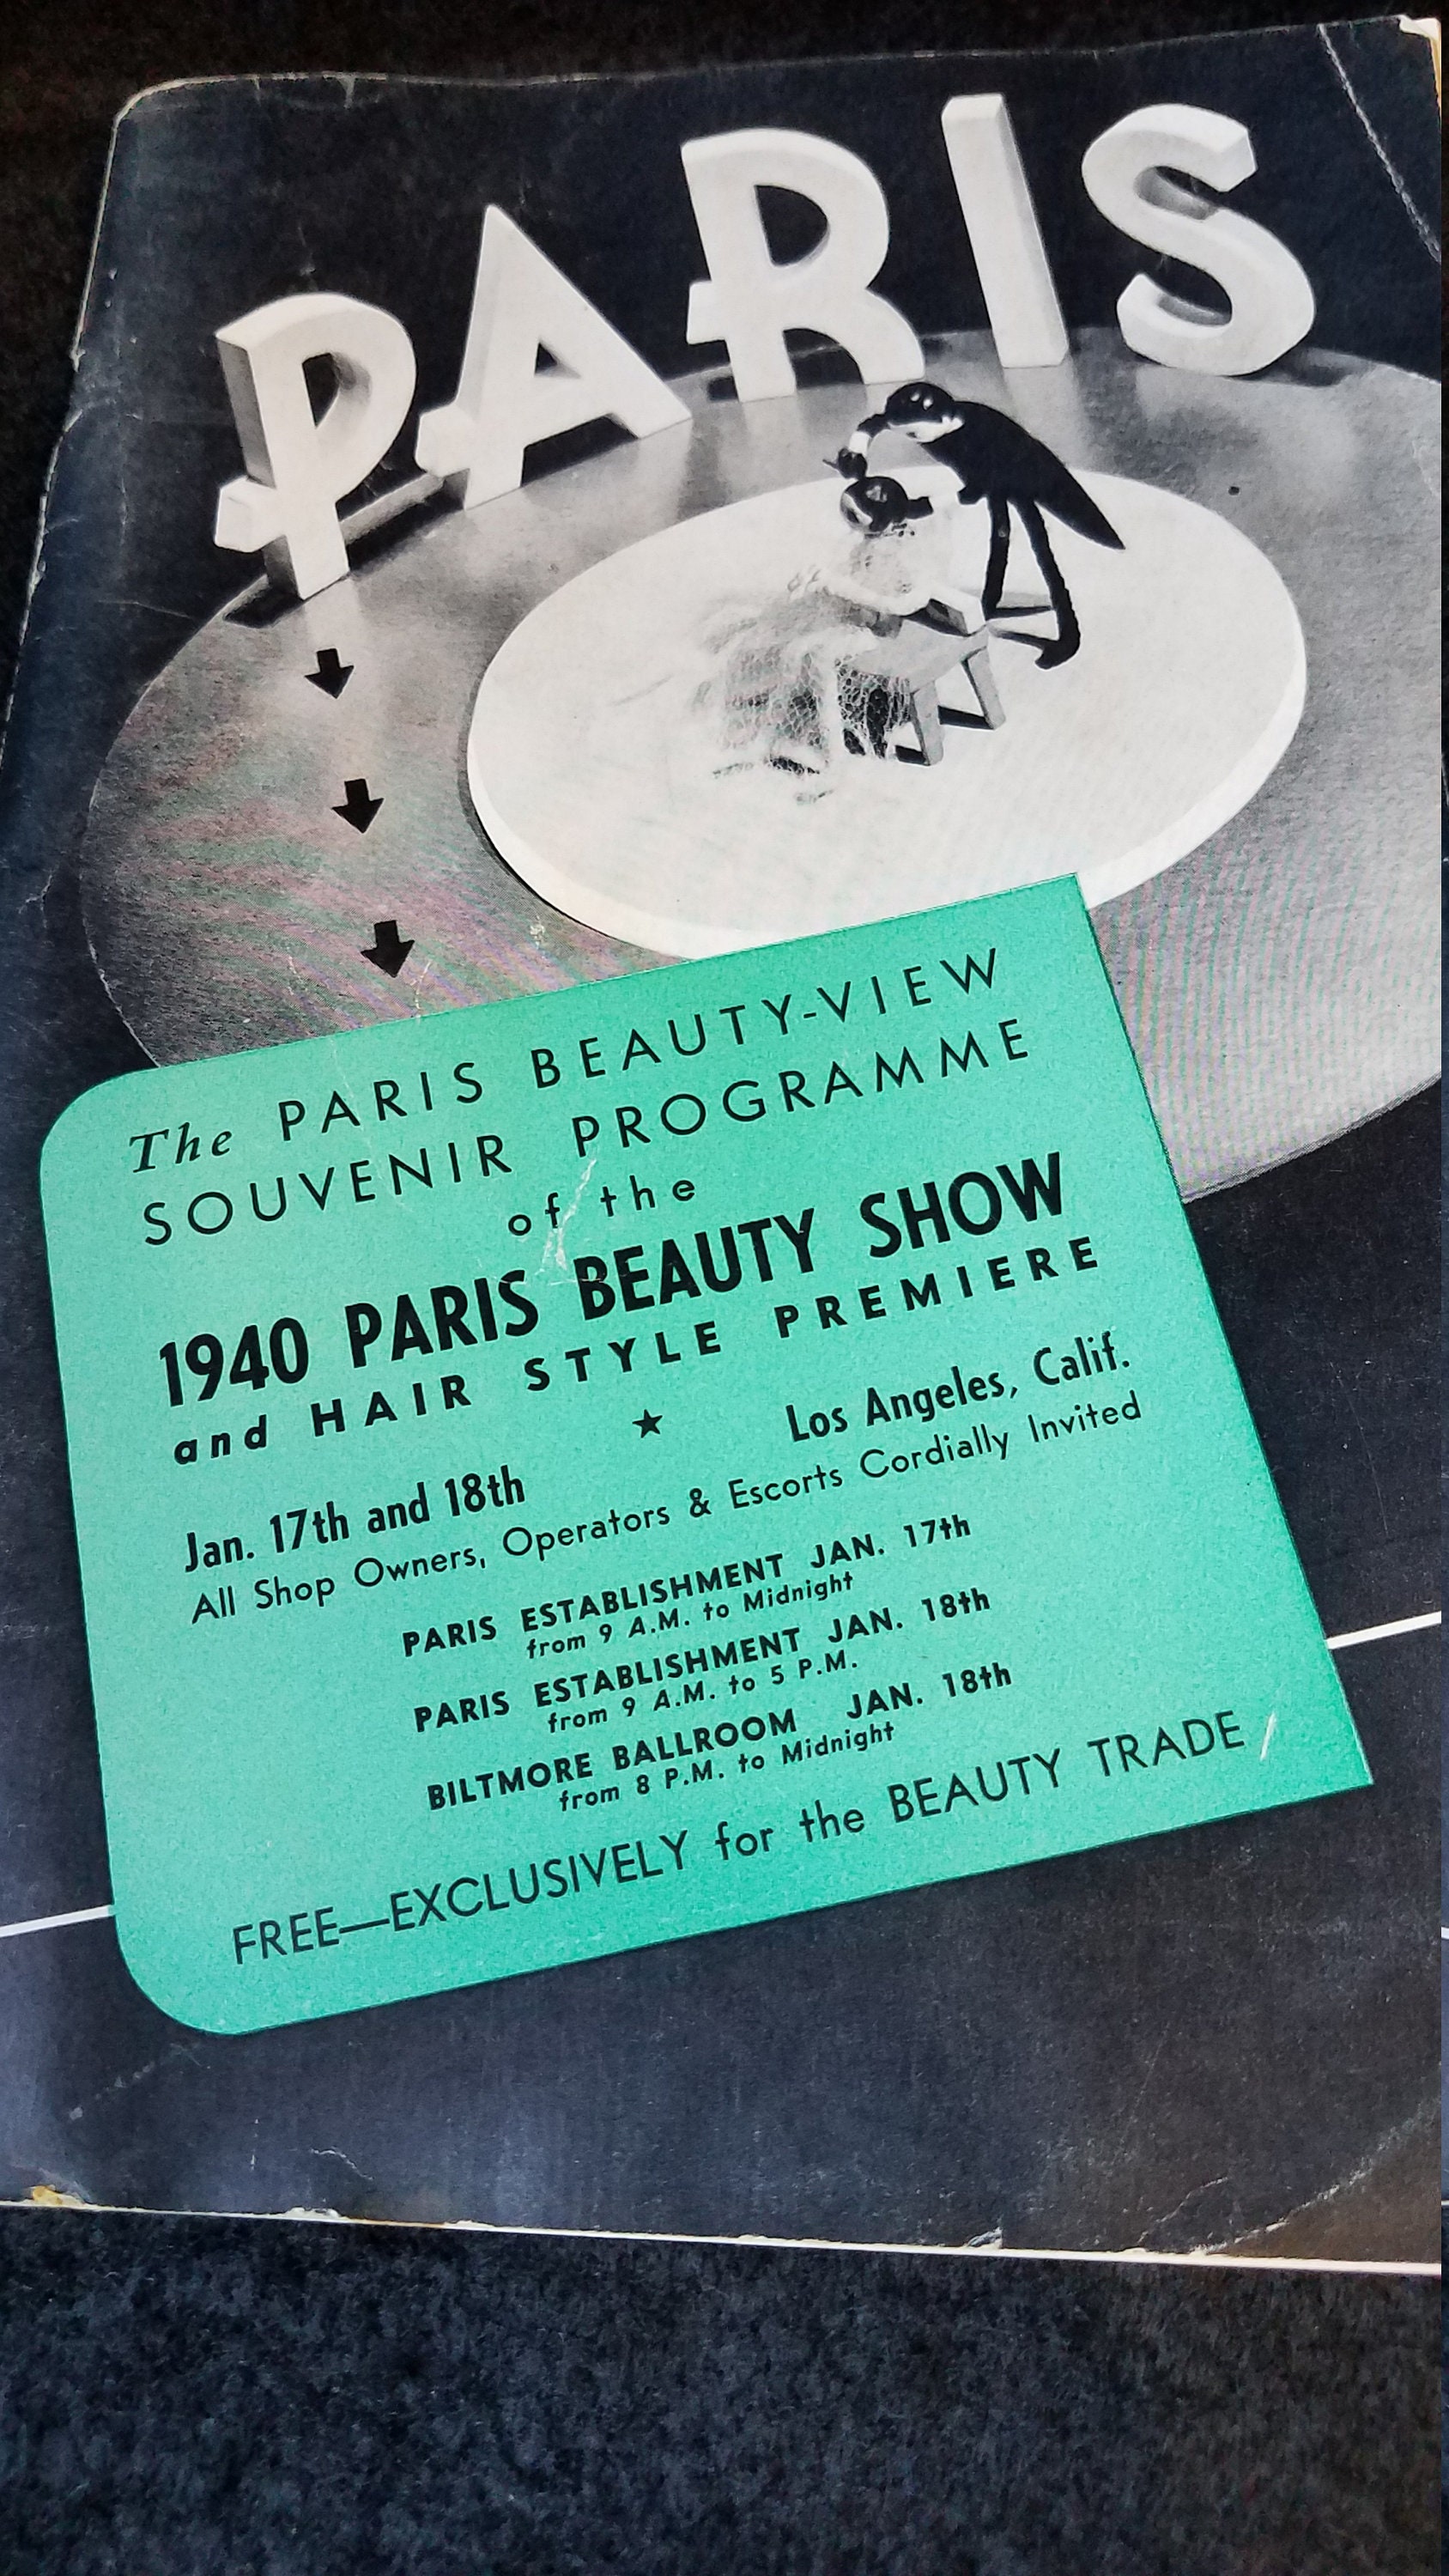 PARIS
The PARIS BEAUTY-VIEW
SOUVENIR PROGRAMME
of the
1940 PARIS BEAUTY SHOW
and HAIR STYLE PREMIERE
Jan. 17th and 18th ★ Los Angeles, Calif.
All Shop Owners, Operators & Escorts Cordially Invited
PARIS ESTABLISHMENT JAN. 17th
from 9 A.M. to Midnight
PARIS ESTABLISHMENT JAN. 18th
from 9 A.M. to 5 P.M.
BILTMORE BALLROOM JAN. 18th
from 8 P.M. to Midnight
FREE—EXCLUSIVELY for the BEAUTY TRADE